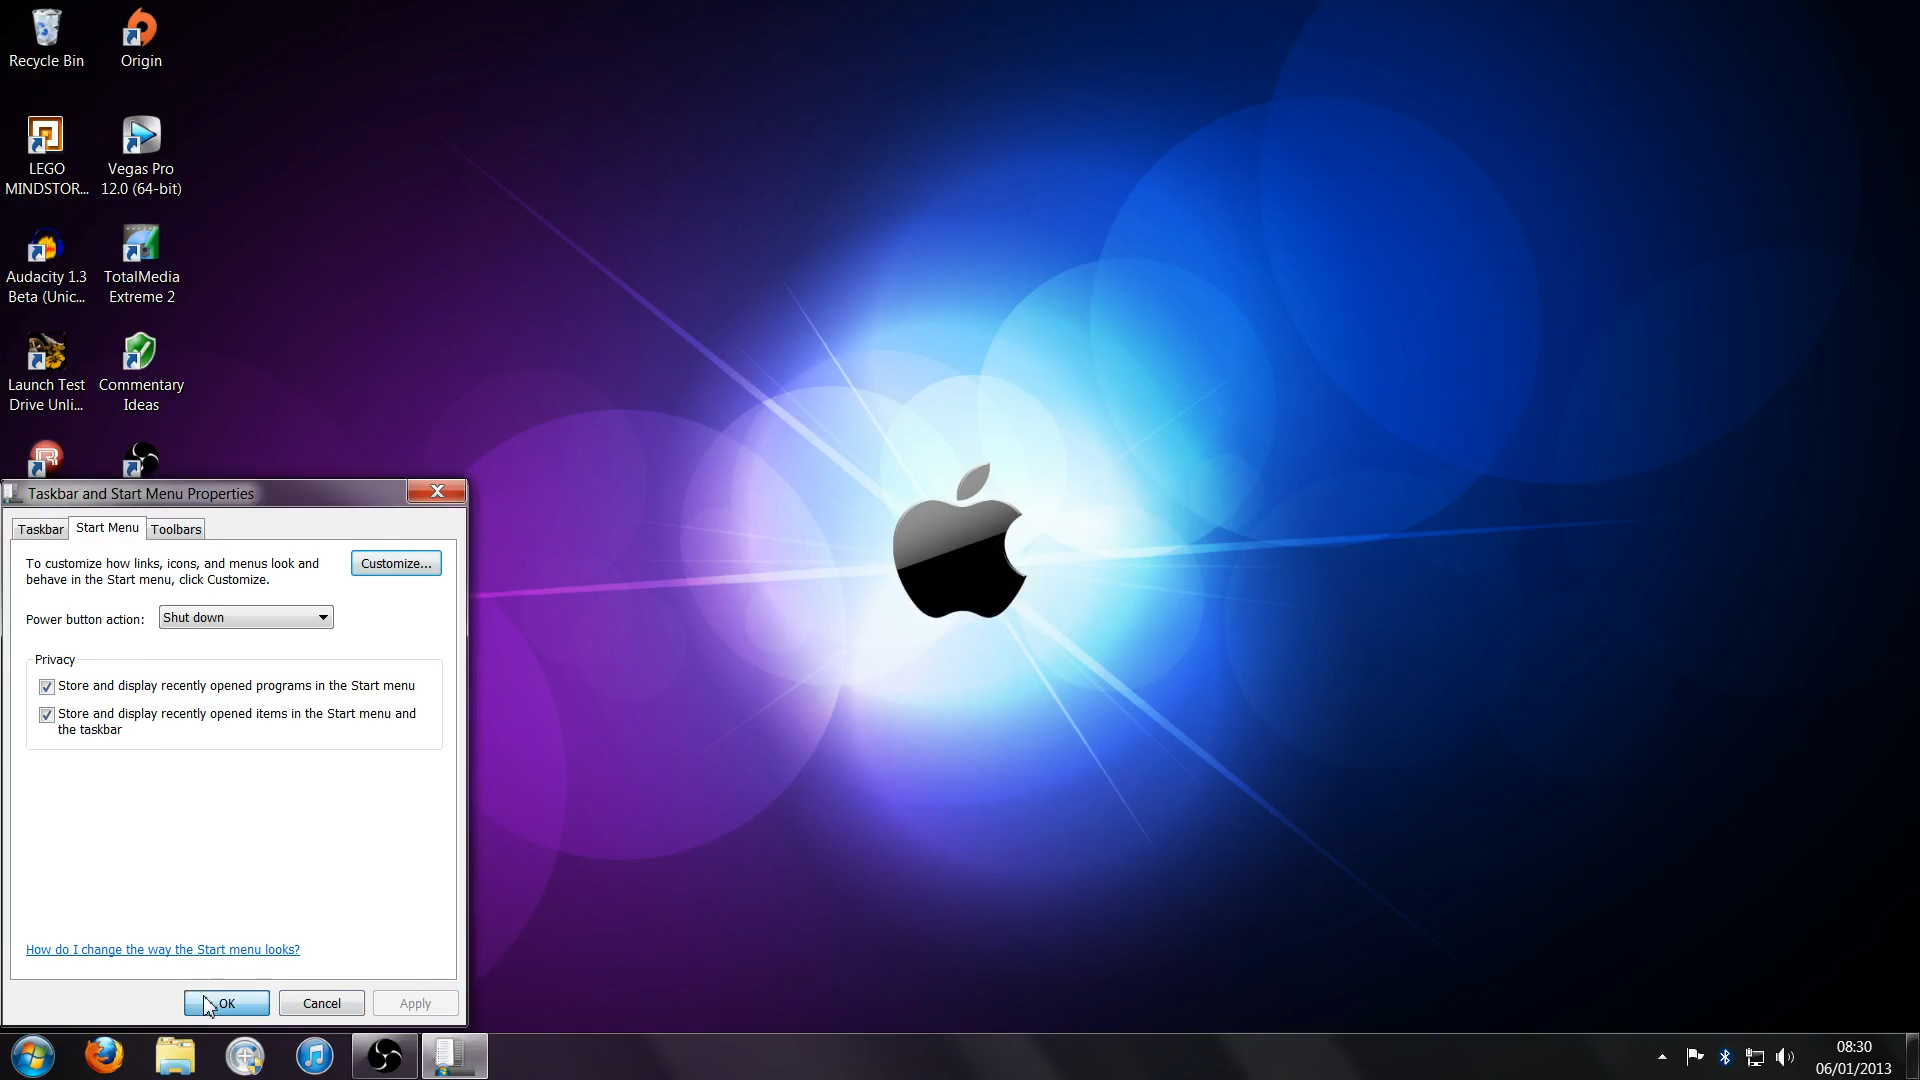 Recycle Bin
Origin
LEGO
MINDSTOR...
Vegas Pro
12.0 (64-bit)
Audacity 1.3
Beta (Unic...
TotalMedia
Extreme 2
Launch Test
Drive Unli...
Commentary
Ideas
Taskbar and Start Menu Properties
Taskbar
Start Menu
Toolbars
To customize how links, icons, and menus look and
behave in the Start menu, click Customize.
Customize...
Power button action:
Shut down
Privacy
Store and display recently opened programs in the Start menu
Store and display recently opened items in the Start menu and
the taskbar
How do I change the way the Start menu looks?
OK
Cancel
Apply
08:30
06/01/2013